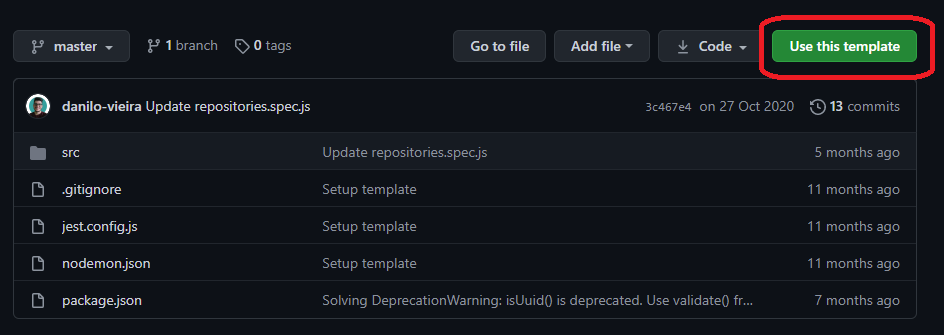 master 1 branch 0 tags Go to file Add file Code Use this template
danilo-vieira Update repositories.spec.js 3c467e4 on 27 Oct 2020 13 commits
src Update repositories.spec.js 5 months ago
.gitignore Setup template 11 months ago
jest.config.js Setup template 11 months ago
nodemon.json Setup template 11 months ago
package.json Solving DeprecationWarning: isUuid() is deprecated. Use validate() fr... 7 months ago